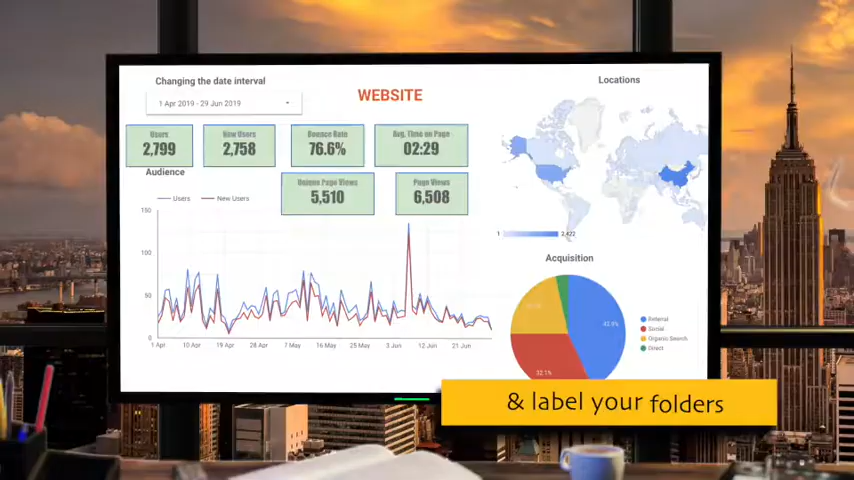 Changing the date interval
1 Apr 2019 - 29 Jun 2019
WEBSITE
Users
2,799
New Users
2,758
Bounce Rate
76.6%
Avg. Time on Page
02:29
Unique Page Views
5,510
Page Views
6,508
Audience
Users
New Users
150
100
50
0
1 Apr
10 Apr
19 Apr
28 Apr
7 May
16 May
25 May
3 Jun
12 Jun
21 Jun
Locations
1
2,422
Acquisition
Referral
Social
Organic Search
Direct
32.1%
& label your folders